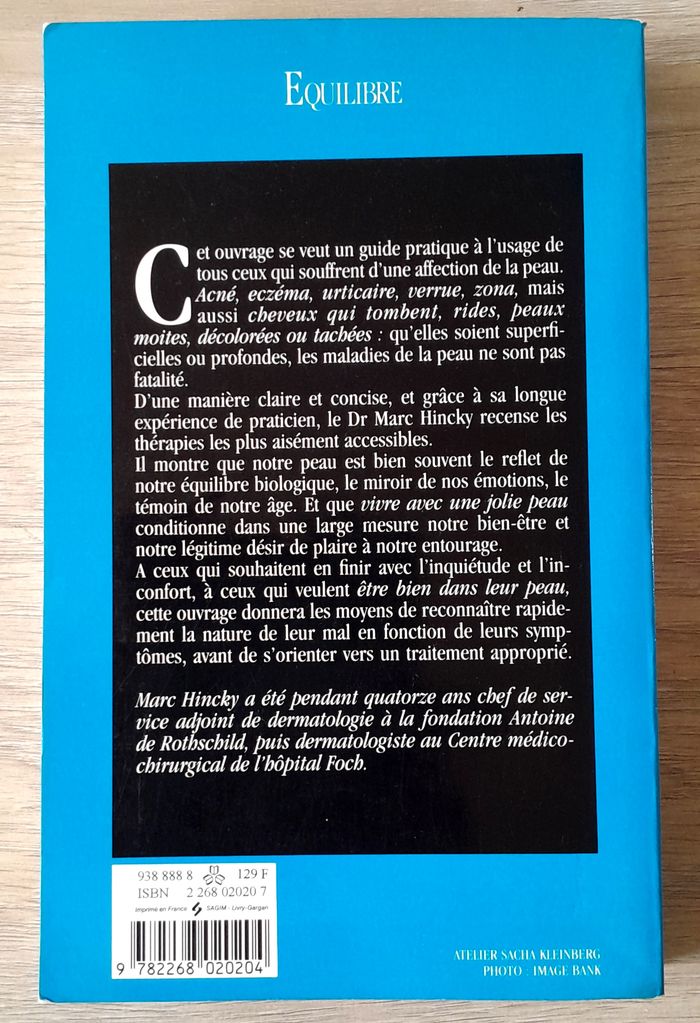 EQUILIBRE
Cet ouvrage se veut un guide pratique à l'usage de
tous ceux qui souffrent d'une affection de la peau.
Acné, eczéma, urticaire, verrue, zona, mais
aussi cheveux qui tombent, rides, peaux
moites, décolorées ou tachées : qu'elles soient superfi-
cielles ou profondes, les maladies de la peau ne sont pas
fatalité.
D'une manière claire et concise, et grâce à sa longue
expérience de praticien, le Dr Marc Hincky recense les
thérapies les plus aisément accessibles.
Il montre que notre peau est bien souvent le reflet de
notre équilibre biologique, le miroir de nos émotions, le
témoin de notre âge. Et que vivre avec une jolie peau
conditionne dans une large mesure notre bien-être et
notre légitime désir de plaire à notre entourage.
A ceux qui souhaitent en finir avec l'inquiétude et l'in-
confort, à ceux qui veulent être bien dans leur peau,
cette ouvrage donnera les moyens de reconnaître rapide-
ment la nature de leur mal en fonction de leurs symp-
tômes, avant de s'orienter vers un traitement approprié.
Marc Hincky a été pendant quatorze ans chef de ser-
vice adjoint de dermatologie à la fondation Antoine
de Rothschild, puis dermatologiste au Centre médico-
chirurgical de l'hôpital Foch.
938 888 8 129 F
ISBN 2 268 02020 7
Imprimé en France SAGIM - Livry-Gargan
9 782268 020204
ATELIER SACHA KLEINBERG
PHOTO : IMAGE BANK